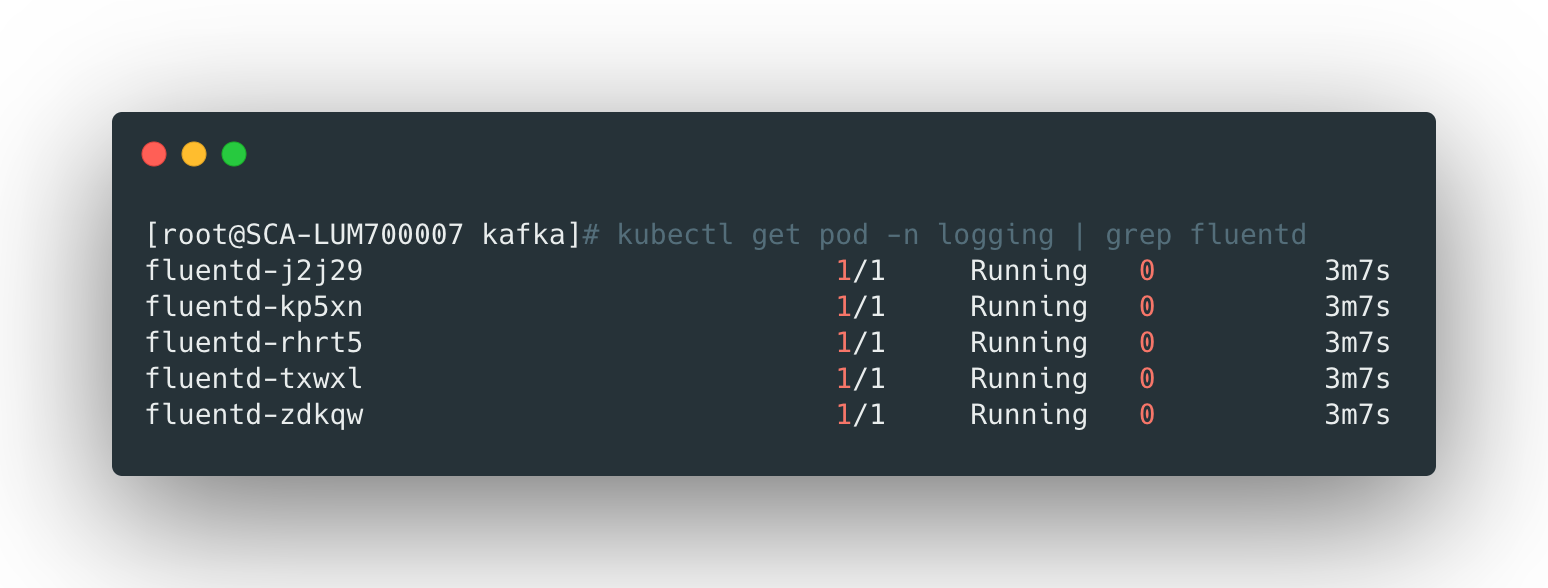 [root@SCA-LUM700007 kafka]# kubectl get pod -n logging | grep fluentd
fluentd-j2j29 1/1 Running 0 3m7s
fluentd-kp5xn 1/1 Running 0 3m7s
fluentd-rhrt5 1/1 Running 0 3m7s
fluentd-txwxl 1/1 Running 0 3m7s
fluentd-zdkqw 1/1 Running 0 3m7s